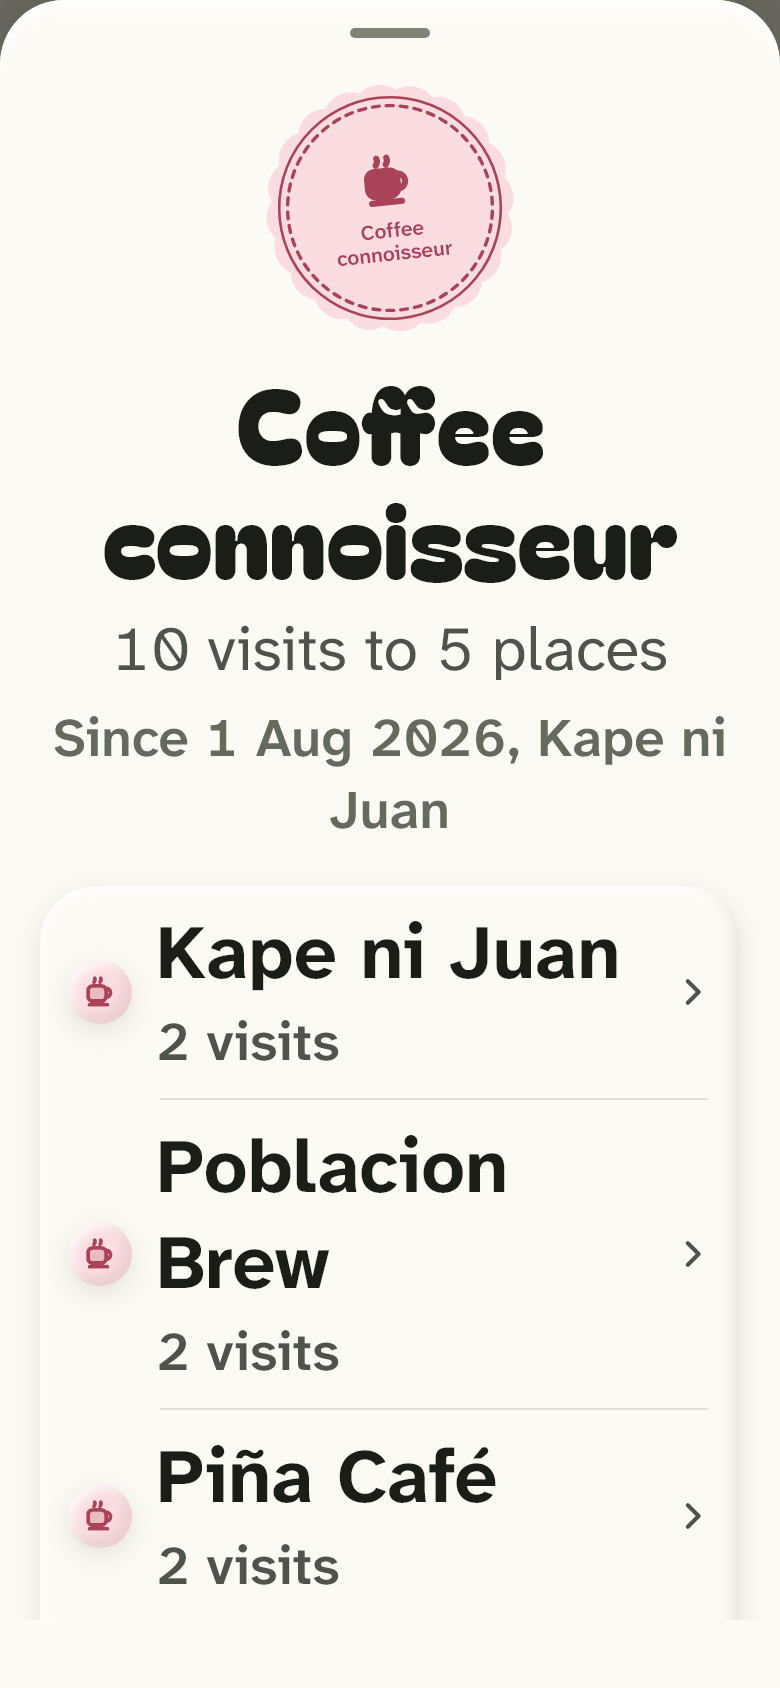 Coffee
connoisseur
Coffee
connoisseur
10 visits to 5 places
Since 1 Aug 2026, Kape ni
Juan
Kape ni Juan
2 visits
Poblacion
Brew
2 visits
Piña Café
2 visits